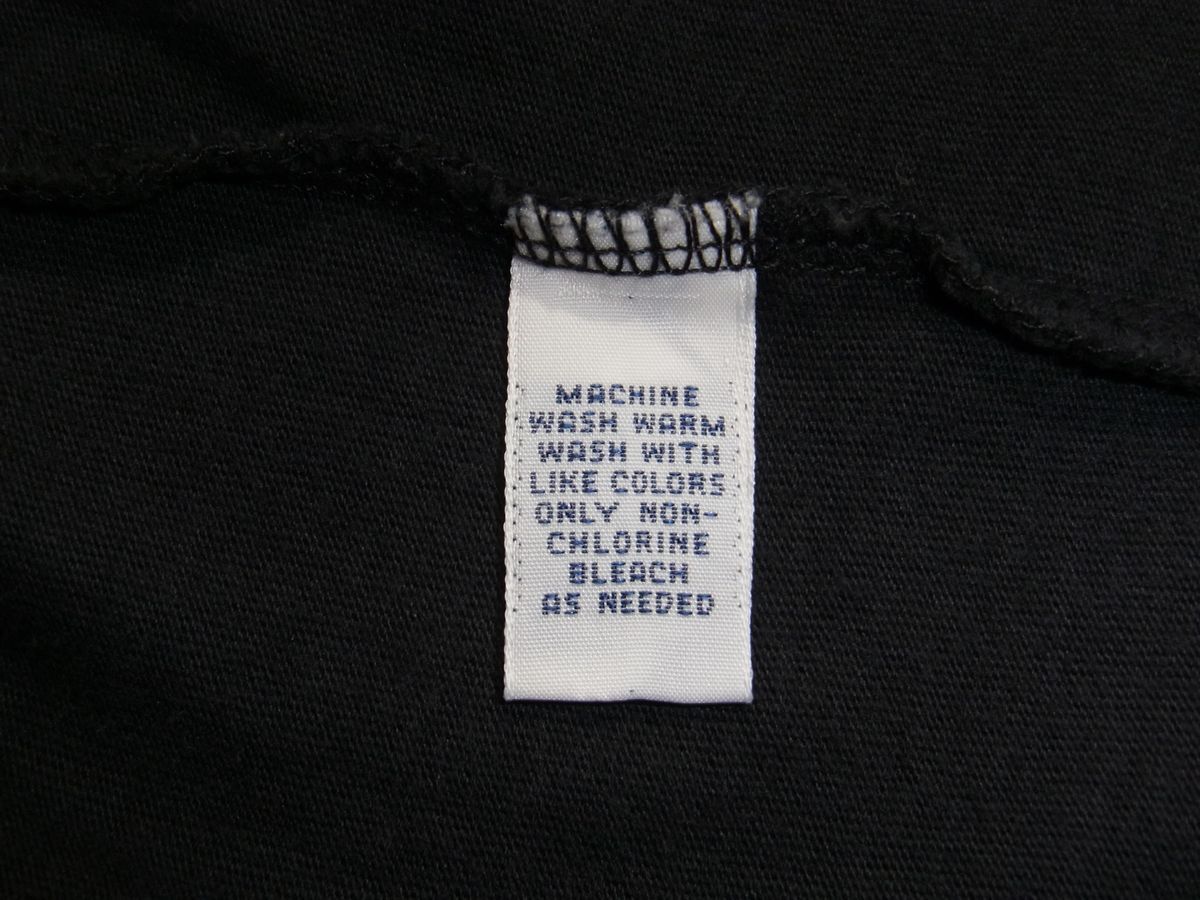 MACHINE
WASH WARM
WASH WITH
LIKE COLORS
ONLY NON-
CHLORINE
BLEACH
AS NEEDED